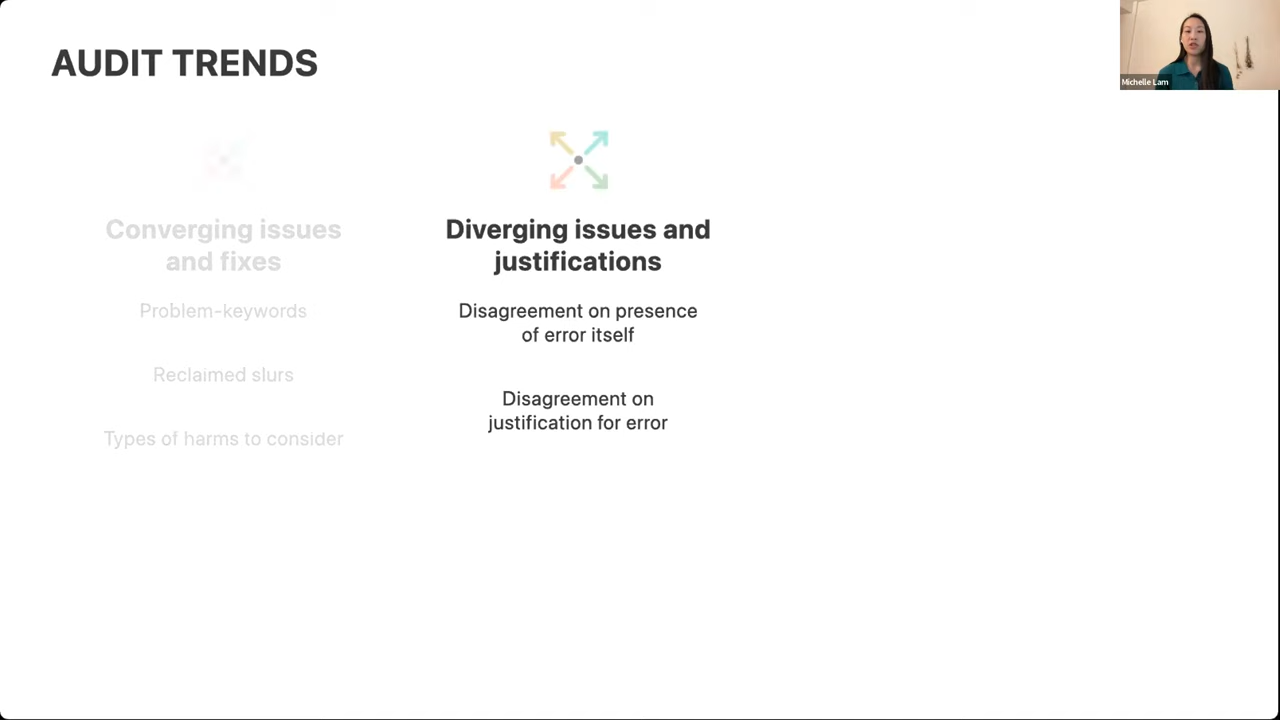 AUDIT TRENDS
Michelle Lam
Converging issues
and fixes
Problem-keywords
Reclaimed slurs
Types of harms to consider
Diverging issues and
justifications
Disagreement on presence
of error itself
Disagreement on
justification for error